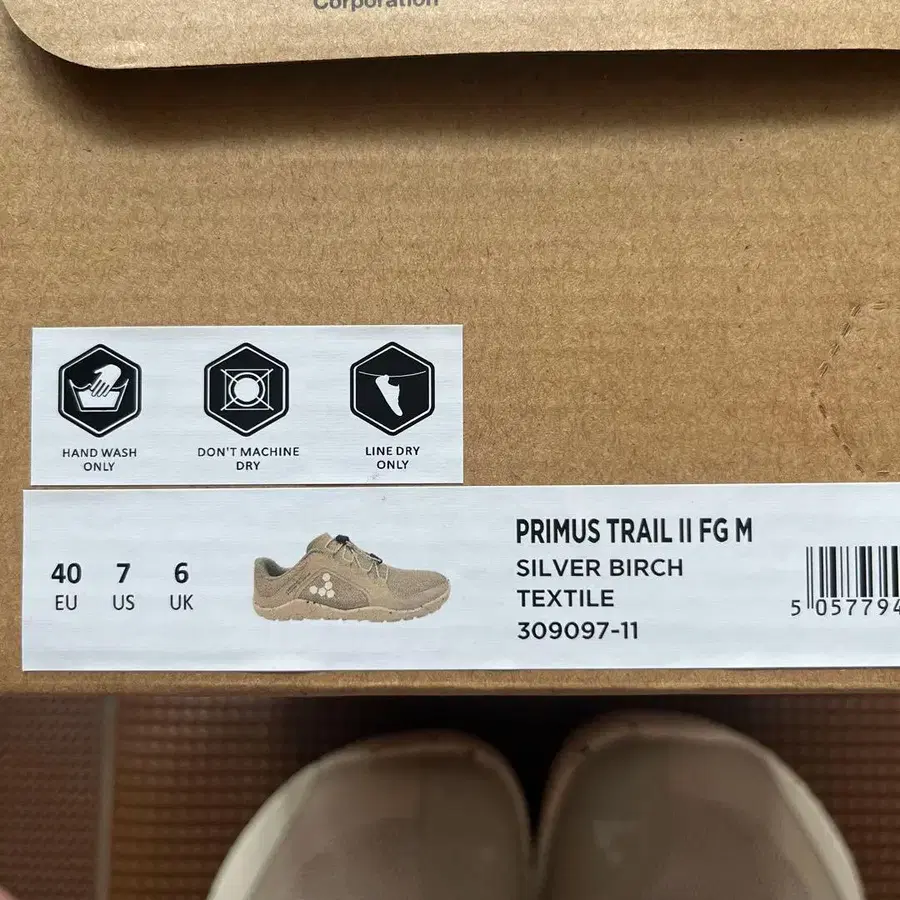 Corporation
HAND WASH
ONLY
DON'T MACHINE
DRY
LINE DRY
ONLY
40 7 6
EU US UK
PRIMUS TRAIL II FG M
SILVER BIRCH
TEXTILE
309097-11
5 057794